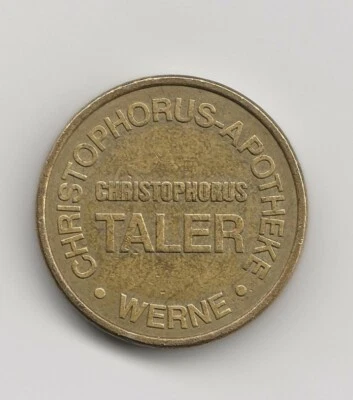 CHRISTOPHORUS-APOTHEKE
CHRISTOPHORUS
TALER
• WERNE •